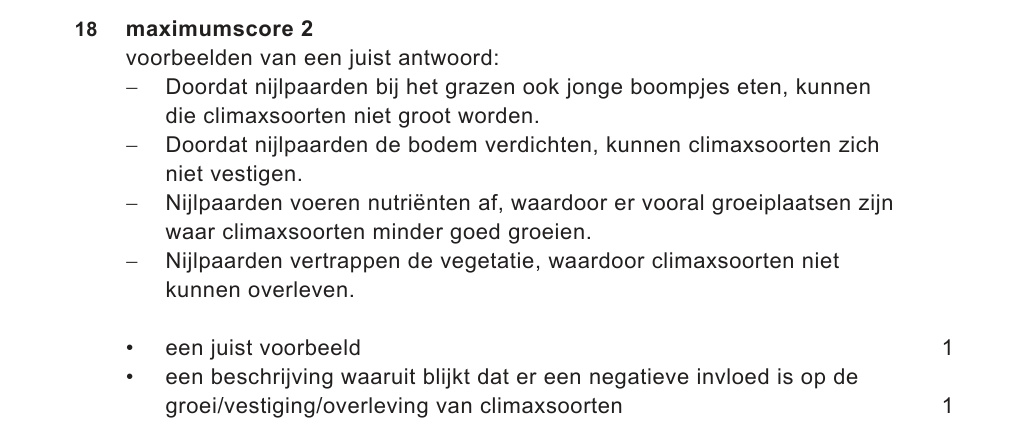 18 maximumscore 2
voorbeelden van een juist antwoord:
– Doordat nijlpaarden bij het grazen ook jonge boompjes eten, kunnen
die climaxsoorten niet groot worden.
– Doordat nijlpaarden de bodem verdichten, kunnen climaxsoorten zich
niet vestigen.
– Nijlpaarden voeren nutriënten af, waardoor er vooral groeiplaatsen zijn
waar climaxsoorten minder goed groeien.
– Nijlpaarden vertrappen de vegetatie, waardoor climaxsoorten niet
kunnen overleven.
• een juist voorbeeld 1
• een beschrijving waaruit blijkt dat er een negatieve invloed is op de
groei/vestiging/overleving van climaxsoorten 1